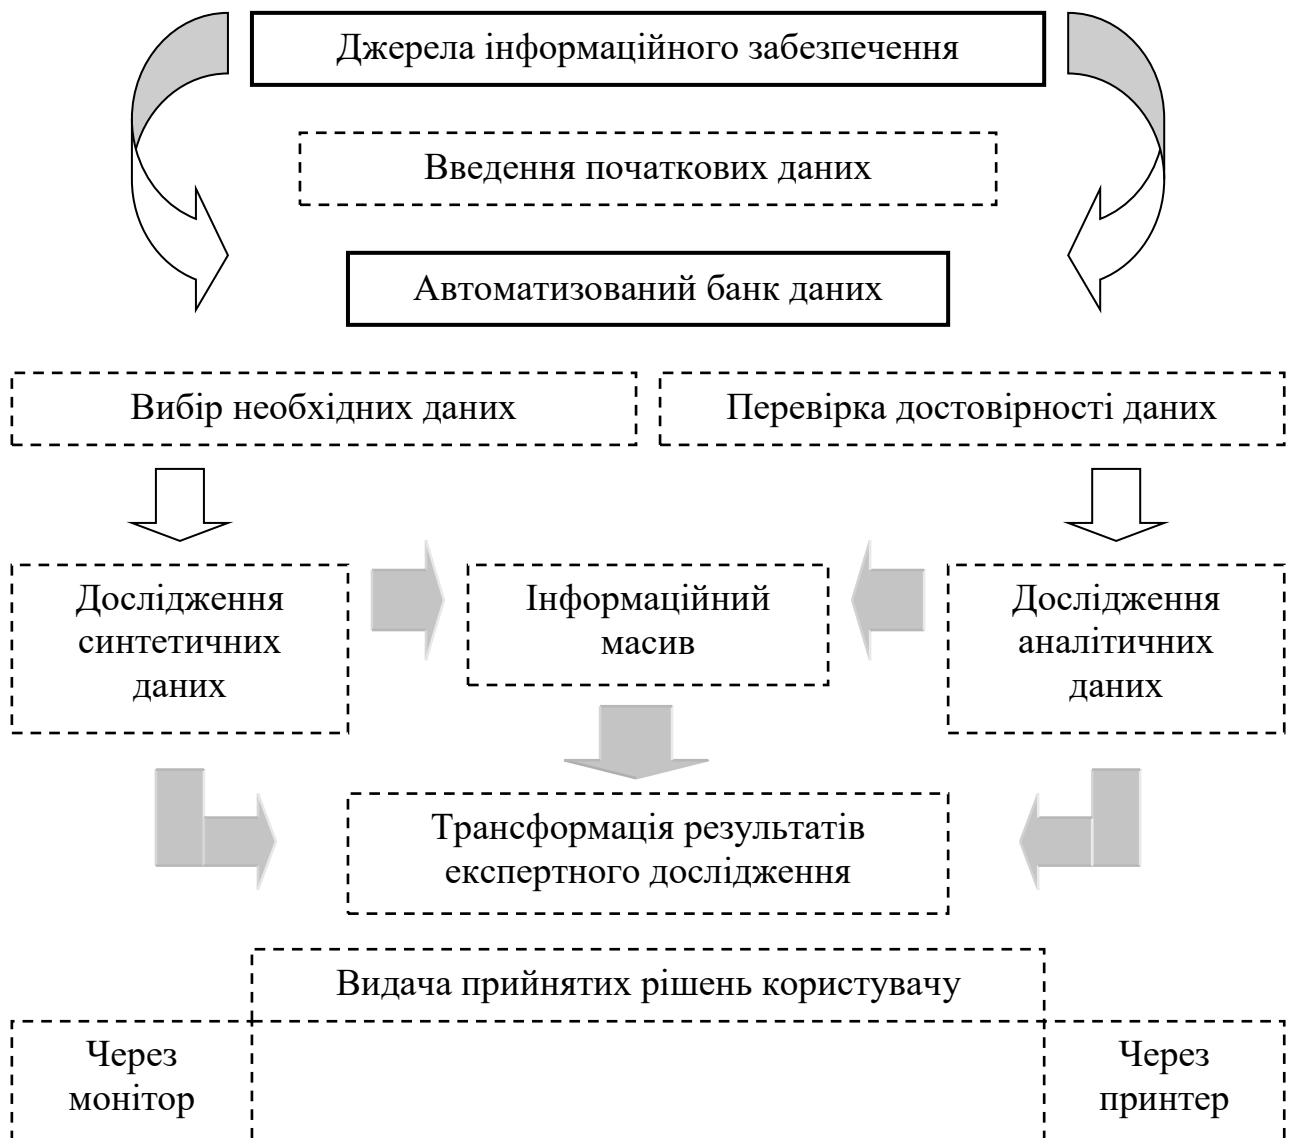 Джерела інформаційного забезпечення
Введення початкових даних
Автоматизований банк даних
Вибір необхідних даних
Перевірка достовірності даних
Дослідження
синтетичних
даних
Інформаційний
масив
Дослідження
аналітичних
даних
Трансформація результатів
експертного дослідження
Видача прийнятих рішень користувачу
Через
монітор
Через
принтер